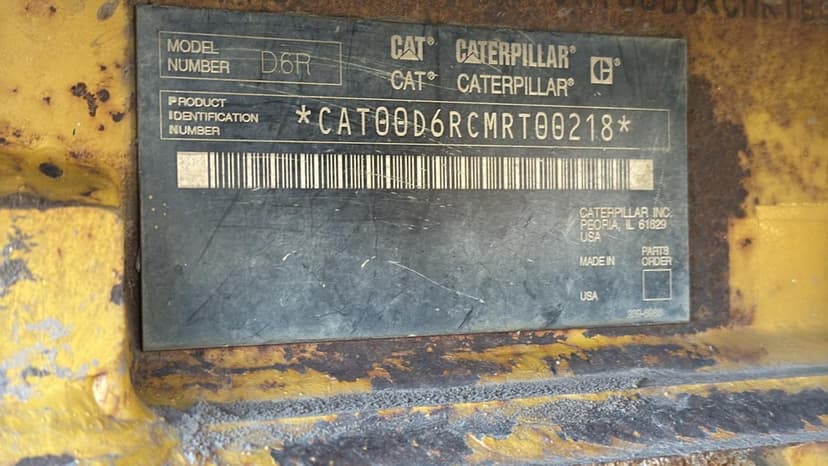 MODEL
NUMBER D6R
CAT® CATERPILLAR®
CAT® CATERPILLAR® C®
PRODUCT
IDENTIFICATION
NUMBER
*CAT00D6RCMRT00218*
CATERPILLAR INC.
PEORIA, IL 61629
USA
MADE IN
PARTS
ORDER
USA